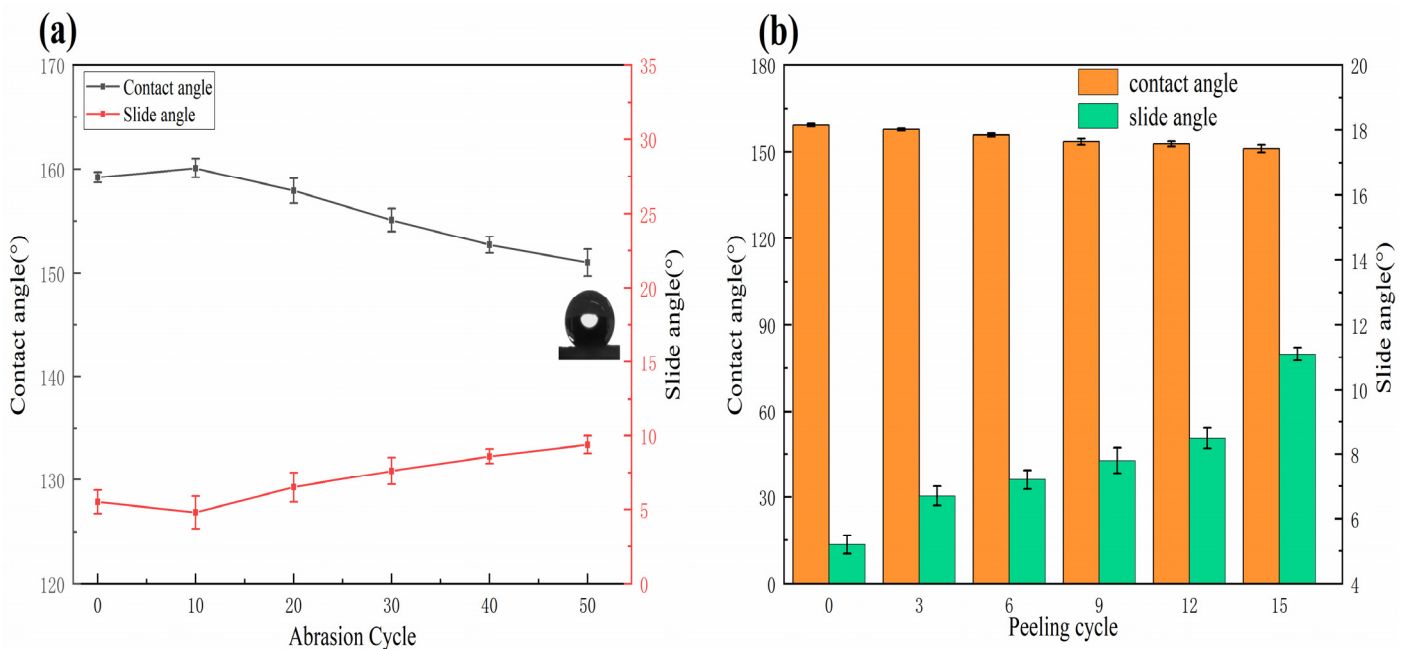 (a)
170
160
150
140
130
120
Contact angle(°)
Contact angle
Slide angle
35
30
25
20
15
10
5
0
Slide angle(°)
0 10 20 30 40 50
Abrasion Cycle
(b)
180
150
120
90
60
30
0
Contact angle(°)
contact angle
slide angle
20
18
16
14
12
10
8
6
4
Slide angle(°)
0 3 6 9 12 15
Peeling cycle